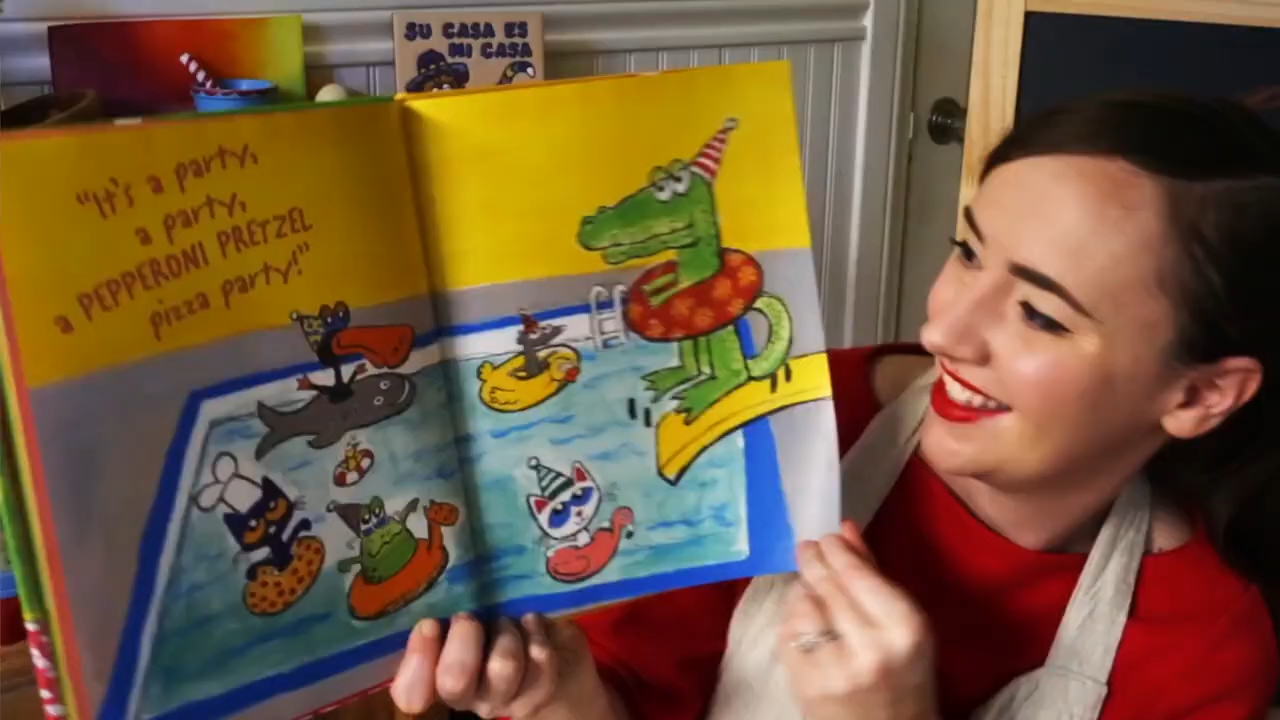 SU CASA ES
MI CASA
"It's a party,
a party,
a PEPPERONI PRETZEL
pizza party!"